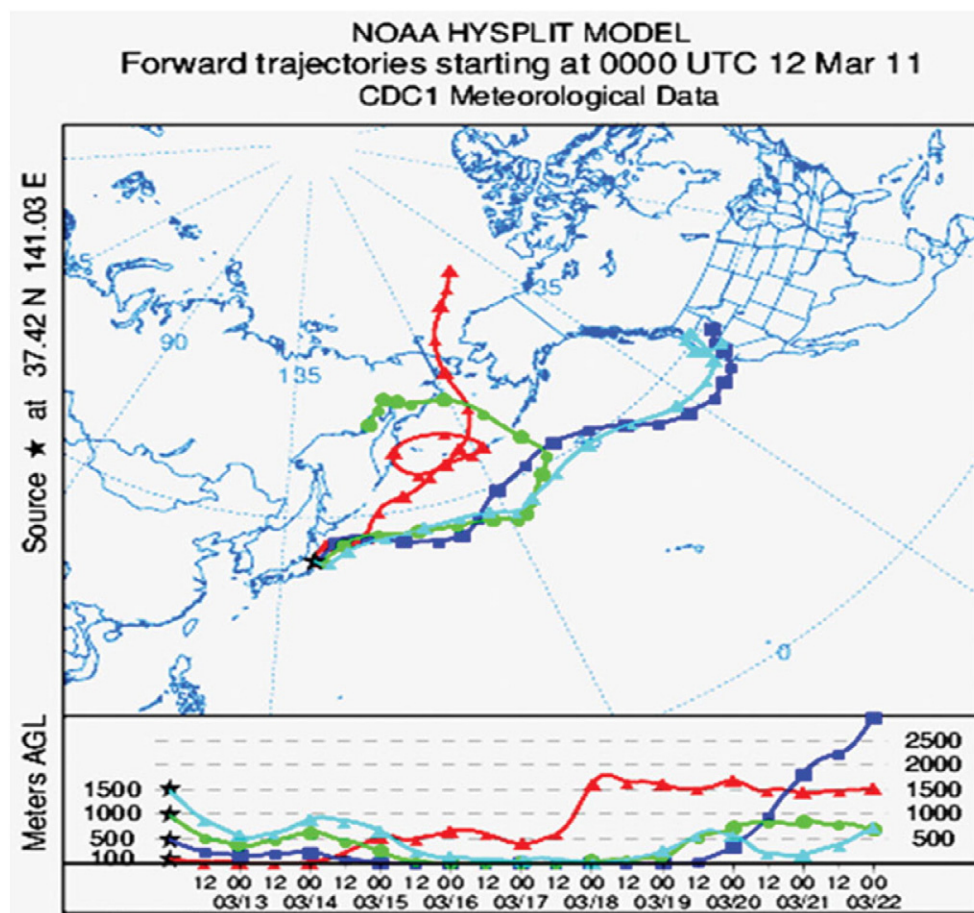 NOAA HYSPLIT MODEL
Forward trajectories starting at 0000 UTC 12 Mar 11
CDC1 Meteorological Data
Source ★ at 37.42 N 141.03 E
90
135
35
0
Meters AGL
1500
1000
500
100
2500
2000
1500
1000
500
12 00 12 00 12 00 12 00 12 00 12 00 12 00 12 00 12 00 12 00
03/13 03/14 03/15 03/16 03/17 03/18 03/19 03/20 03/21 03/22